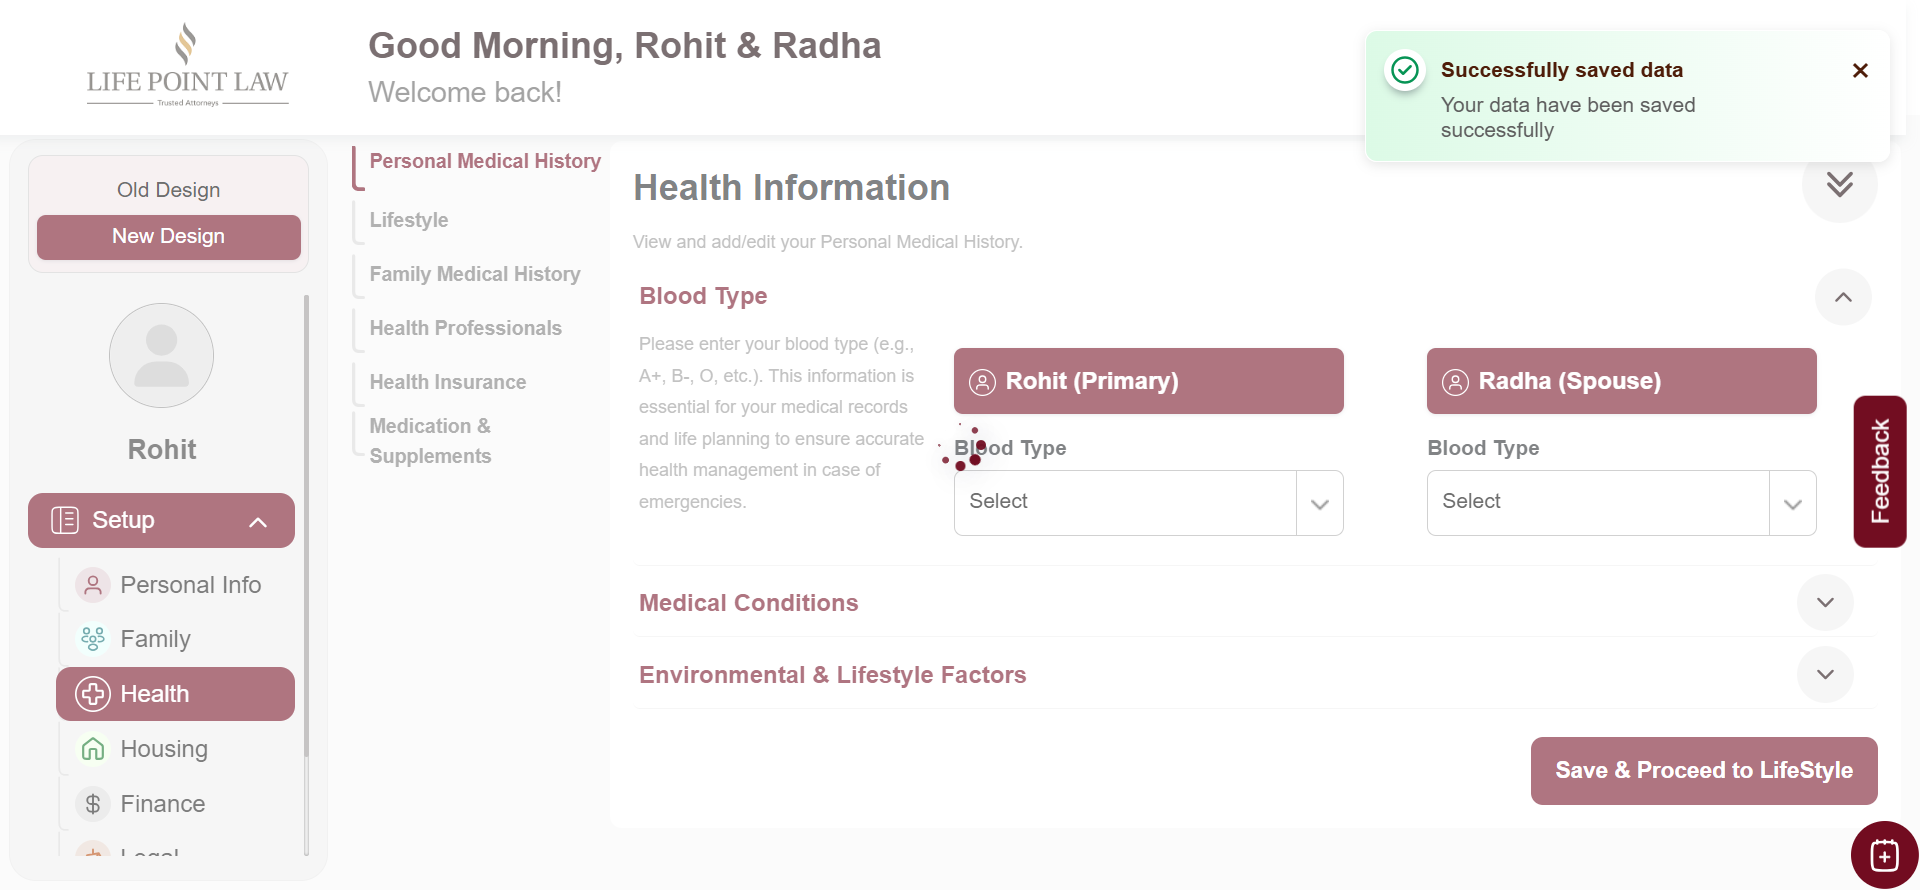 LIFE POINT LAW
Trusted Attorneys
Good Morning, Rohit & Radha
Welcome back!
Successfully saved data
Your data have been saved
successfully
Old Design
New Design
Rohit
Setup
Personal Info
Family
Health
Housing
Finance
Legal
Personal Medical History
Lifestyle
Family Medical History
Health Professionals
Health Insurance
Medication &
Supplements
Health Information
View and add/edit your Personal Medical History.
Blood Type
Please enter your blood type (e.g.,
A+, B-, O, etc.). This information is
essential for your medical records
and life planning to ensure accurate
health management in case of
emergencies.
Rohit (Primary)
Blood Type
Select
Radha (Spouse)
Blood Type
Select
Medical Conditions
Environmental & Lifestyle Factors
Save & Proceed to LifeStyle
Feedback